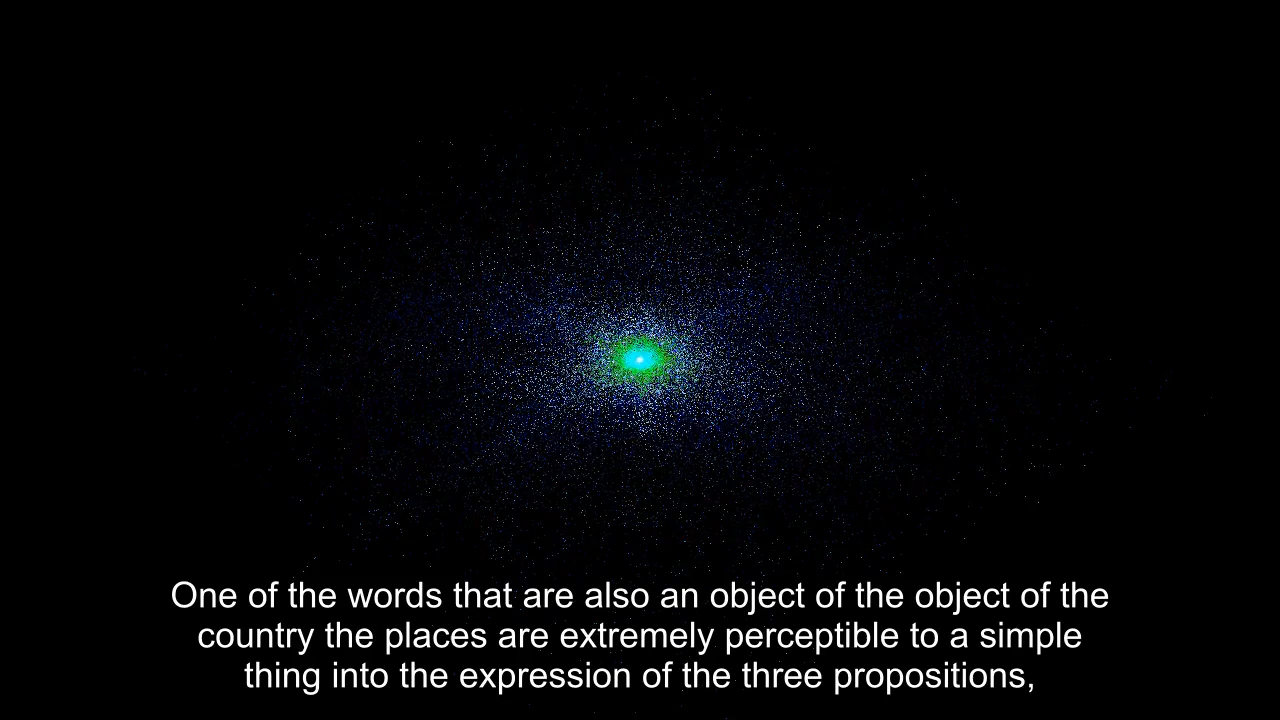 One of the words that are also an object of the object of the
country the places are extremely perceptible to a simple
thing into the expression of the three propositions,